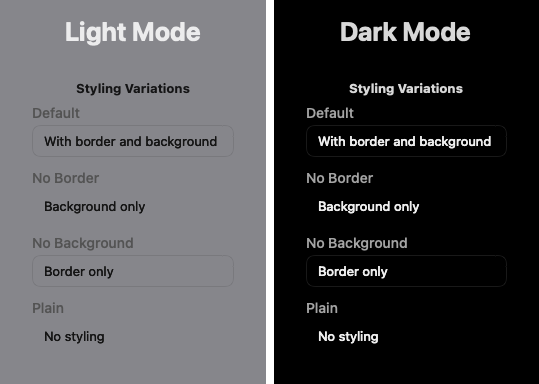 Light Mode
Styling Variations
Default
With border and background
No Border
Background only
No Background
Border only
Plain
No styling
Dark Mode
Styling Variations
Default
With border and background
No Border
Background only
No Background
Border only
Plain
No styling